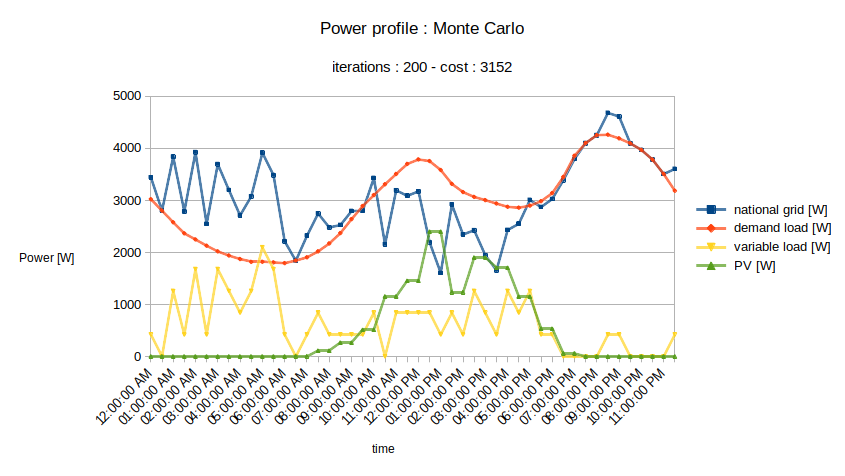 Power profile : Monte Carlo
iterations : 200 - cost : 3152
5000
4000
3000
2000
1000
0
Power [W]
national grid [W]
demand load [W]
variable load [W]
PV [W]
12:00:00 AM
01:00:00 AM
02:00:00 AM
03:00:00 AM
04:00:00 AM
05:00:00 AM
06:00:00 AM
07:00:00 AM
08:00:00 AM
09:00:00 AM
10:00:00 AM
11:00:00 AM
12:00:00 PM
01:00:00 PM
02:00:00 PM
03:00:00 PM
04:00:00 PM
05:00:00 PM
06:00:00 PM
07:00:00 PM
08:00:00 PM
09:00:00 PM
10:00:00 PM
11:00:00 PM
time